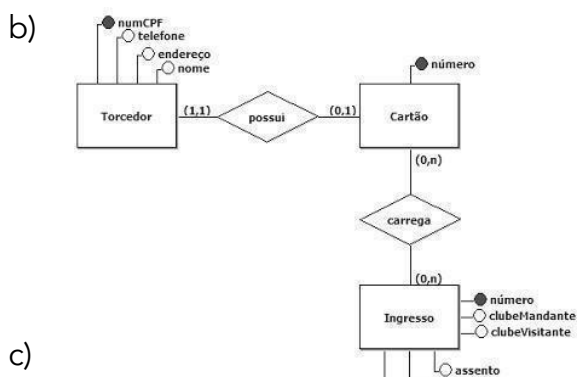 b)
numCPF
telefone
endereço
nome
número
Torcedor
(1,1)
possui
(0,1)
Cartão
(0,n)
carrega
(0,n)
Ingresso
número
clubeMandante
clubeVisitante
c)
assento